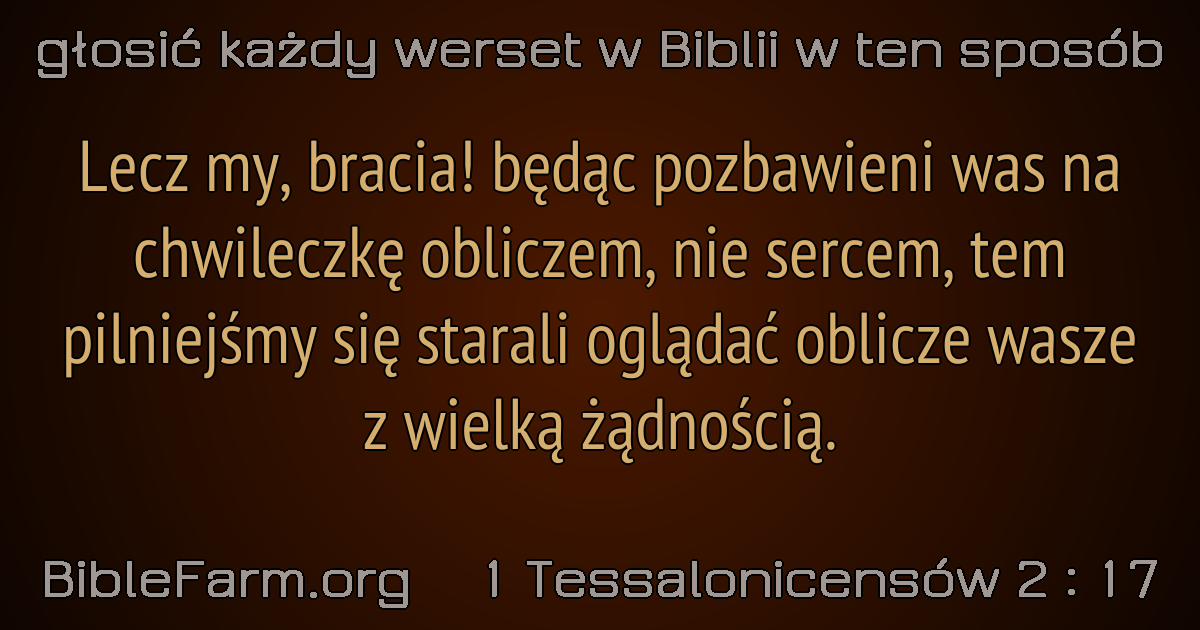 głosić każdy werset w Biblii w ten sposób
Lecz my, bracia! będąc pozbawieni was na
chwileczkę obliczem, nie sercem, tem
pilniejśmy się starali oglądać oblicze wasze
z wielką żądnością.
BibleFarm.org 1 Tessalonicensów 2 : 17